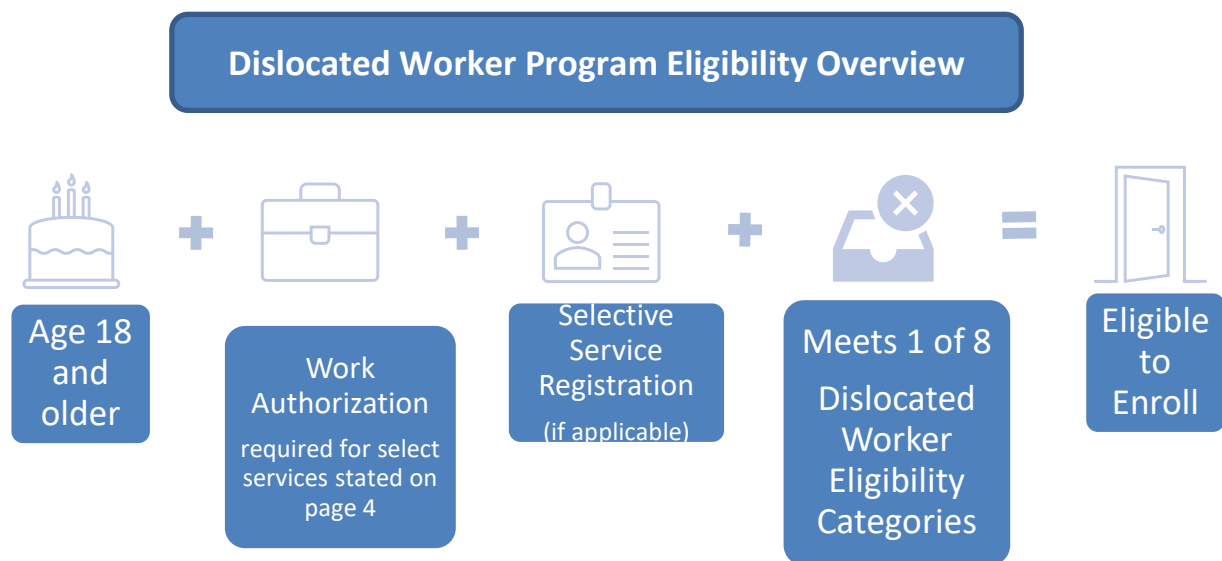 Dislocated Worker Program Eligibility Overview
Age 18
and
older
Work
Authorization
required for select
services stated on
page 4
Selective
Service
Registration
(if applicable)
Meets 1 of 8
Dislocated
Worker
Eligibility
Categories
Eligible
to
Enroll